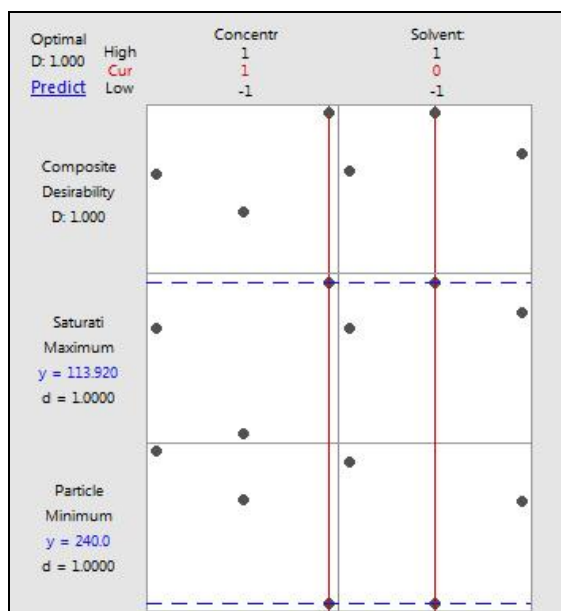 Optimal
D: 1.000
Predict
High
Cur
Low
Concentr
1
1
-1
Solvent:
1
0
-1
Composite
Desirability
D: 1.000
Saturati
Maximum
y = 113.920
d = 1.0000
Particle
Minimum
y = 240.0
d = 1.0000